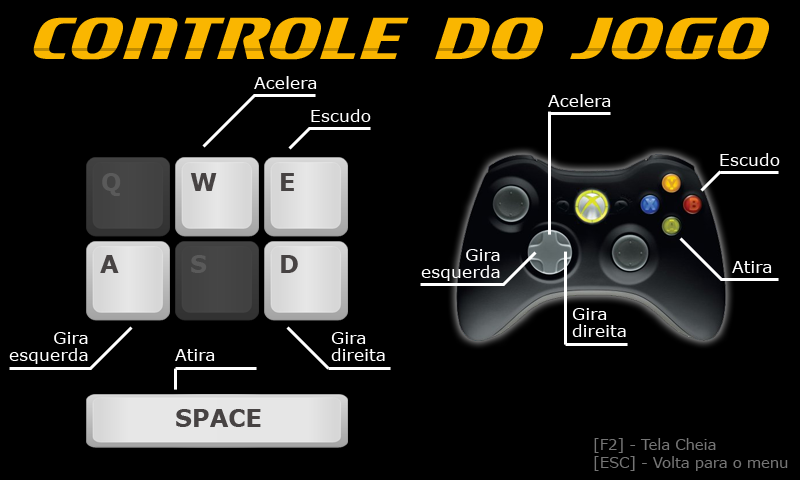 CONTROLE DO JOGO
Acelera
Escudo
Q
W
E
A
S
D
Gira
esquerda
Atira
Gira
direita
SPACE
Acelera
Escudo
Y
X
B
A
Gira
esquerda
Atira
Gira
direita
[F2] - Tela Cheia
[ESC] - Volta para o menu